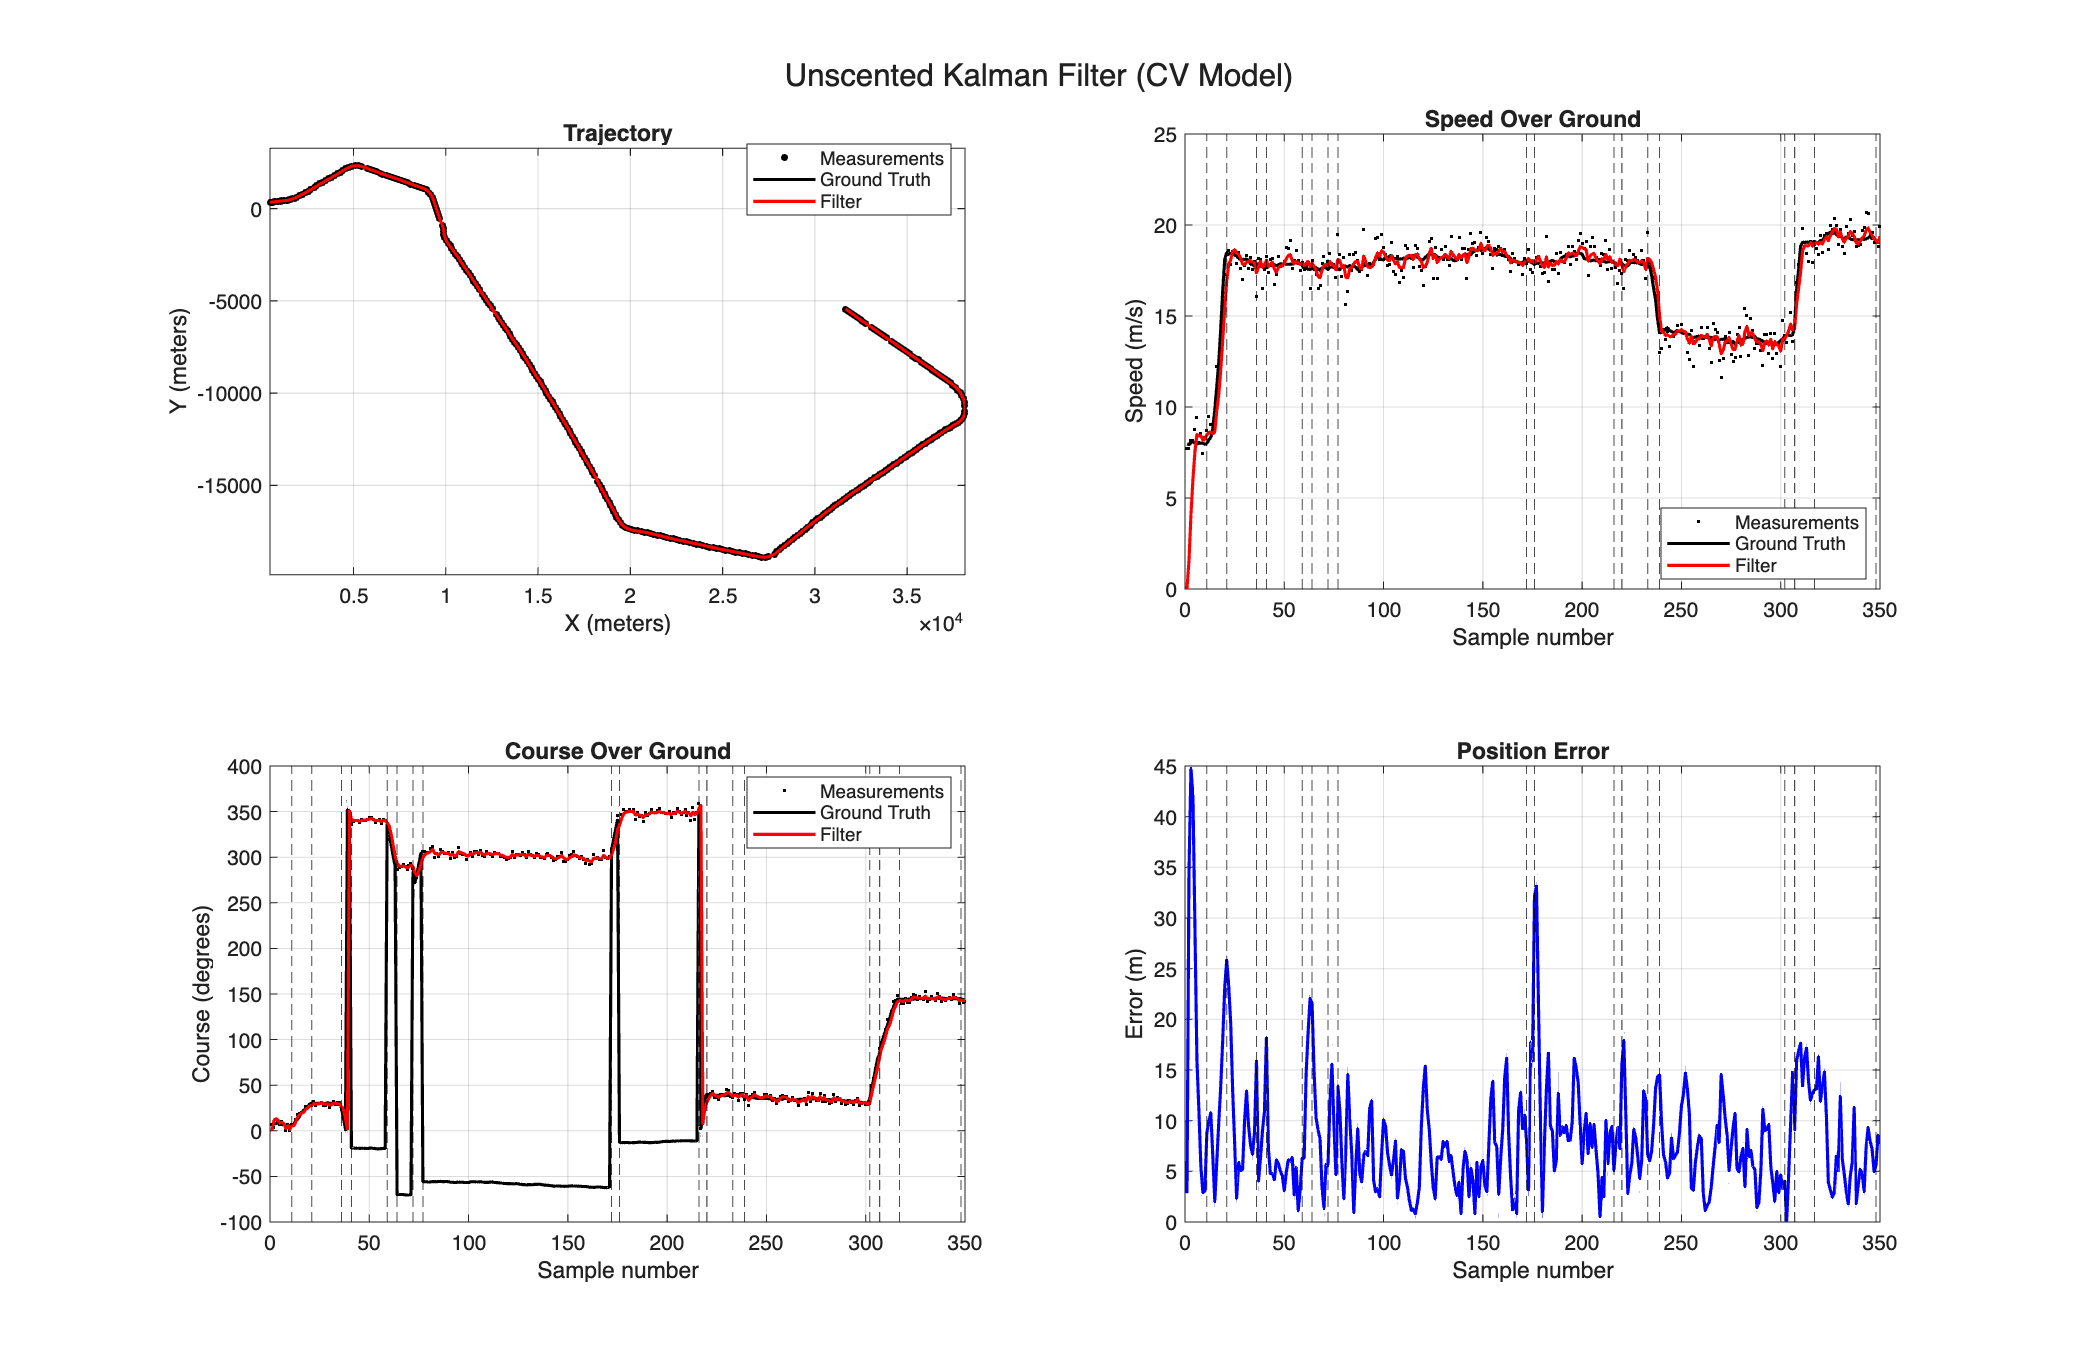 Unscented Kalman Filter (CV Model)
Trajectory
Measurements
Ground Truth
Filter
Y (meters)
0
-5000
-10000
-15000
0.5
1
1.5
2
2.5
3
3.5
X (meters)
×10⁴
Speed Over Ground
Speed (m/s)
25
20
15
10
5
0
Measurements
Ground Truth
Filter
0
50
100
150
200
250
300
350
Sample number
Course Over Ground
Measurements
Ground Truth
Filter
Course (degrees)
400
350
300
250
200
150
100
50
0
-50
-100
0
50
100
150
200
250
300
350
Sample number
Position Error
Error (m)
45
40
35
30
25
20
15
10
5
0
0
50
100
150
200
250
300
350
Sample number